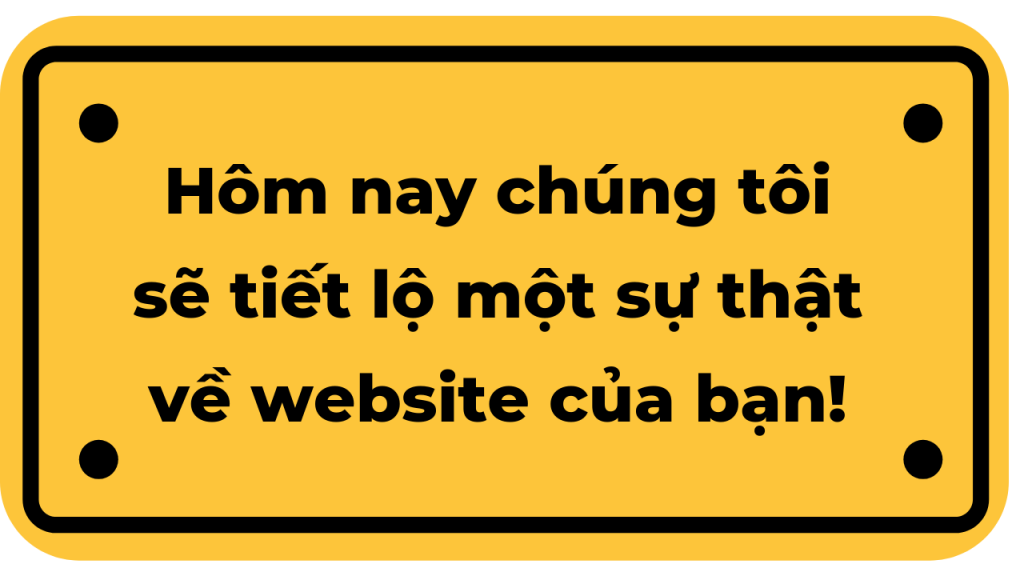 Hôm nay chúng tôi
sẽ tiết lộ một sự thật
về website của bạn!